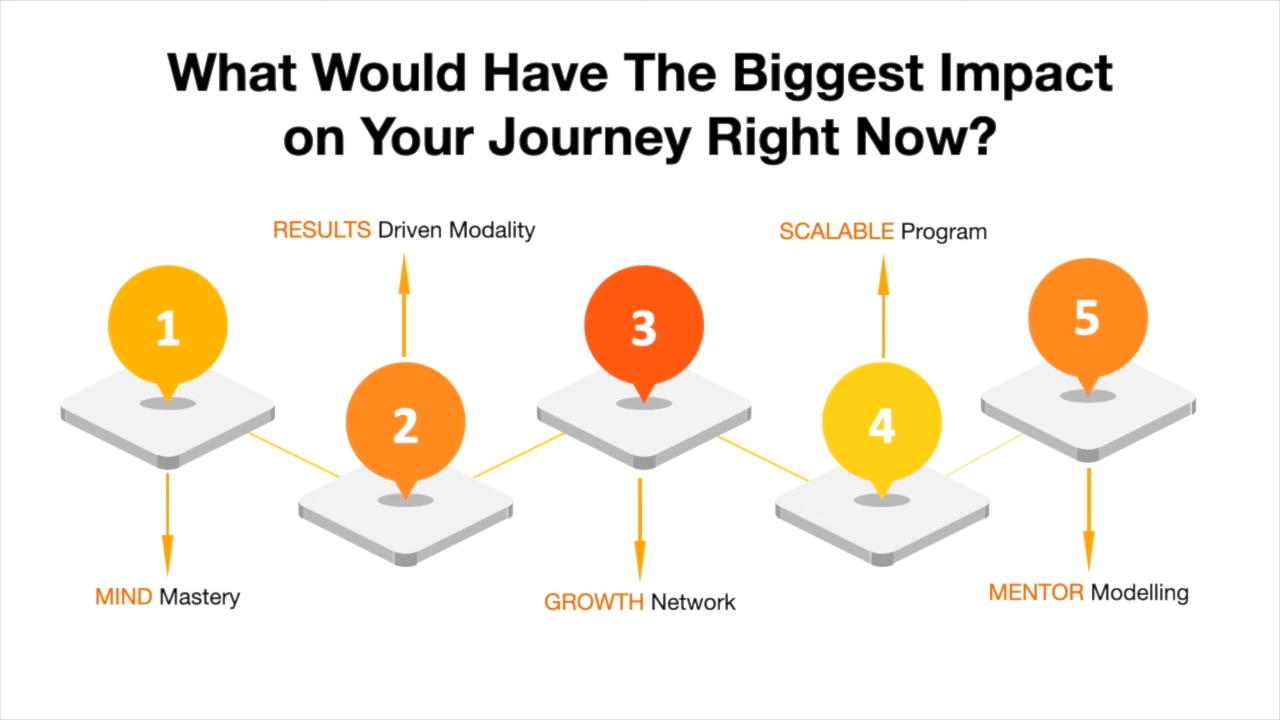 What Would Have The Biggest Impact
on Your Journey Right Now?
RESULTS Driven Modality
SCALABLE Program
1
2
3
4
5
MIND Mastery
GROWTH Network
MENTOR Modelling